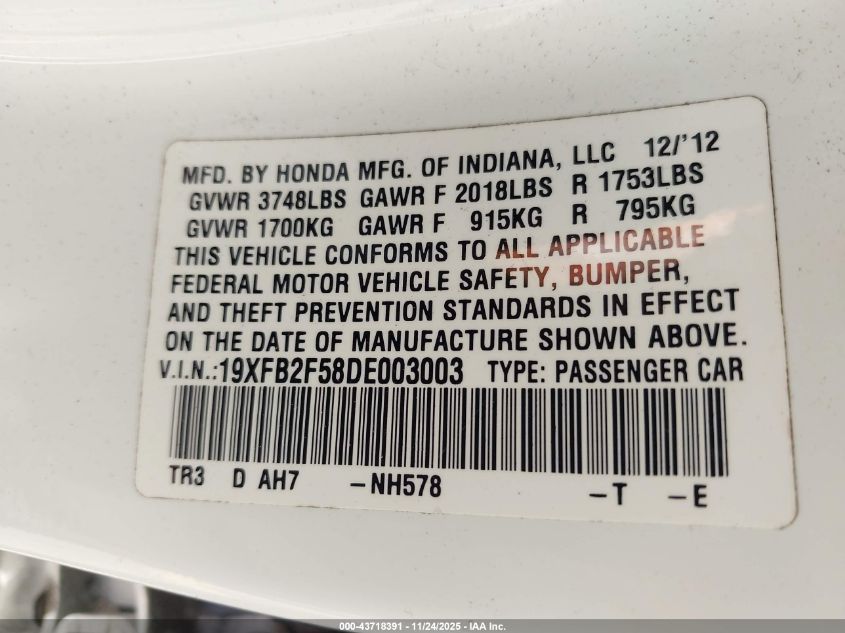 MFD. BY HONDA MFG. OF INDIANA, LLC 12/'12
GVWR 3748LBS GAWR F 2018LBS R 1753LBS
GVWR 1700KG GAWR F 915KG R 795KG
THIS VEHICLE CONFORMS TO ALL APPLICABLE
FEDERAL MOTOR VEHICLE SAFETY, BUMPER,
AND THEFT PREVENTION STANDARDS IN EFFECT
ON THE DATE OF MANUFACTURE SHOWN ABOVE.
V.I.N.:19XFB2F58DE003003 TYPE: PASSENGER CAR
TR3 D AH7 -NH578 -T -E
000-43718391 - 11/24/2025 - IAA Inc.